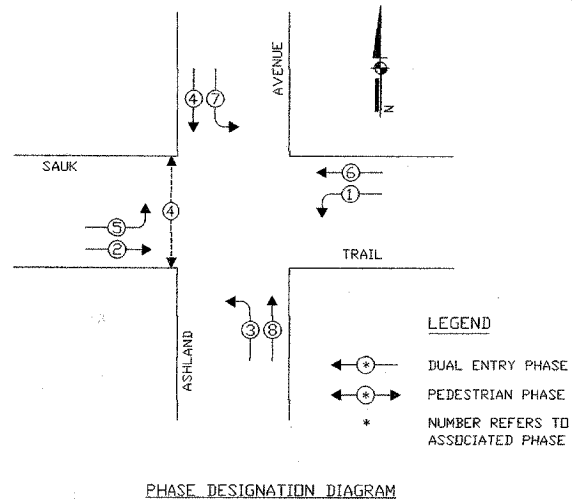 AVENUE
4 7
N
SAUK
6
1
5
4
2
TRAIL
ASHLAND
3 8
LEGEND
* DUAL ENTRY PHASE
* PEDESTRIAN PHASE
* NUMBER REFERS TO
ASSOCIATED PHASE
PHASE DESIGNATION DIAGRAM